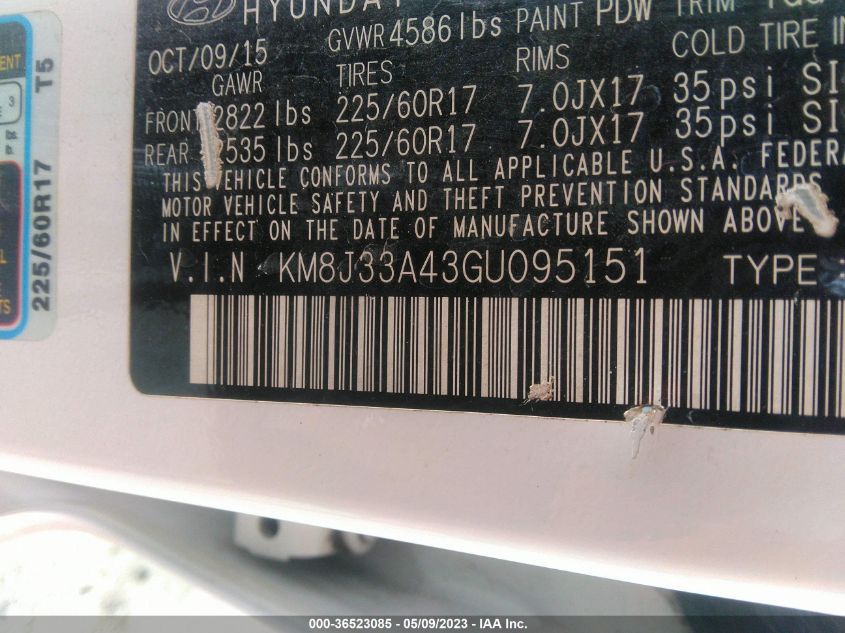 HYUNDAI
OCT/09/15 GVWR 4586 lbs PAINT PDW TRIM
GAWR TIRES RIMS COLD TIRE
FRONT 2822 lbs 225/60R17 7.0JX17 35psi
REAR 2535 lbs 225/60R17 7.0JX17 35psi
THIS VEHICLE CONFORMS TO ALL APPLICABLE U.S.A. FEDERA
MOTOR VEHICLE SAFETY AND THEFT PREVENTION STANDARDS
IN EFFECT ON THE DATE OF MANUFACTURE SHOWN ABOVE
V.I.N KM8J33A43GU095151 TYPE:
225/60R17 T5
000-36523085 - 05/09/2023 - IAA Inc.